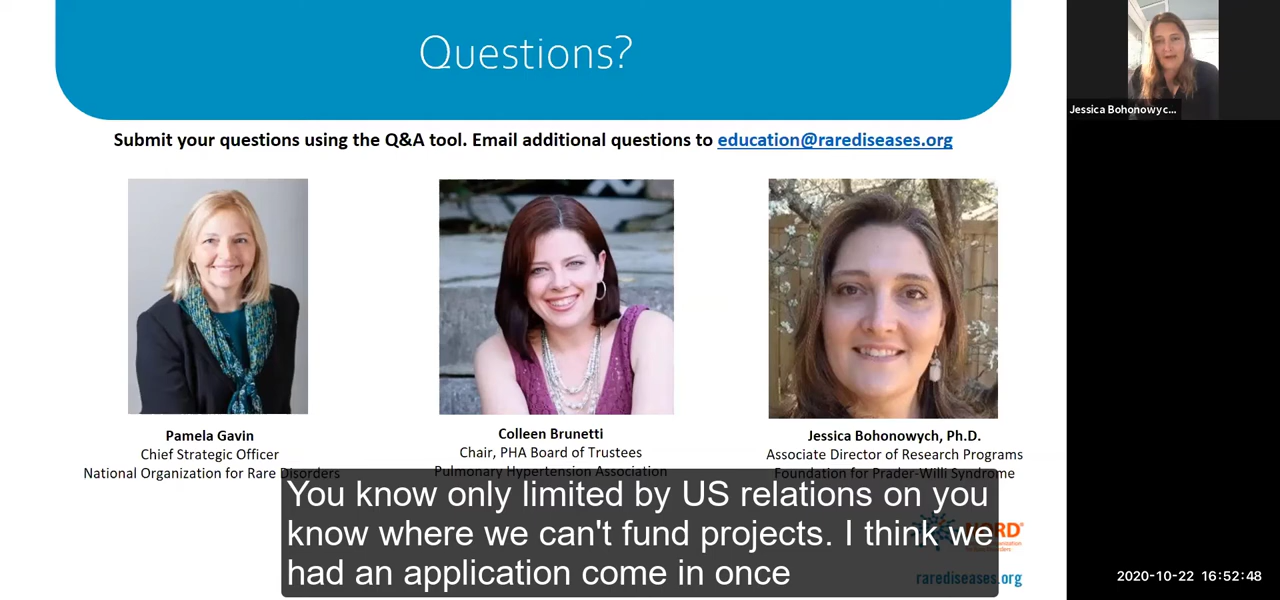 Questions?
Submit your questions using the Q&A tool. Email additional questions to education@rarediseases.org
Jessica Bohonowyc...
Pamela Gavin
Chief Strategic Officer
National Organization for Rare Disorders
Colleen Brunetti
Chair, PHA Board of Trustees
Pulmonary Hypertension Association
Jessica Bohonowych, Ph.D.
Associate Director of Research Programs
Foundation for Prader-Willi Syndrome
You know only limited by US relations on you
know where we can't fund projects. I think we
had an application come in once
NORD
rarediseases.org
2020-10-22 16:52:48